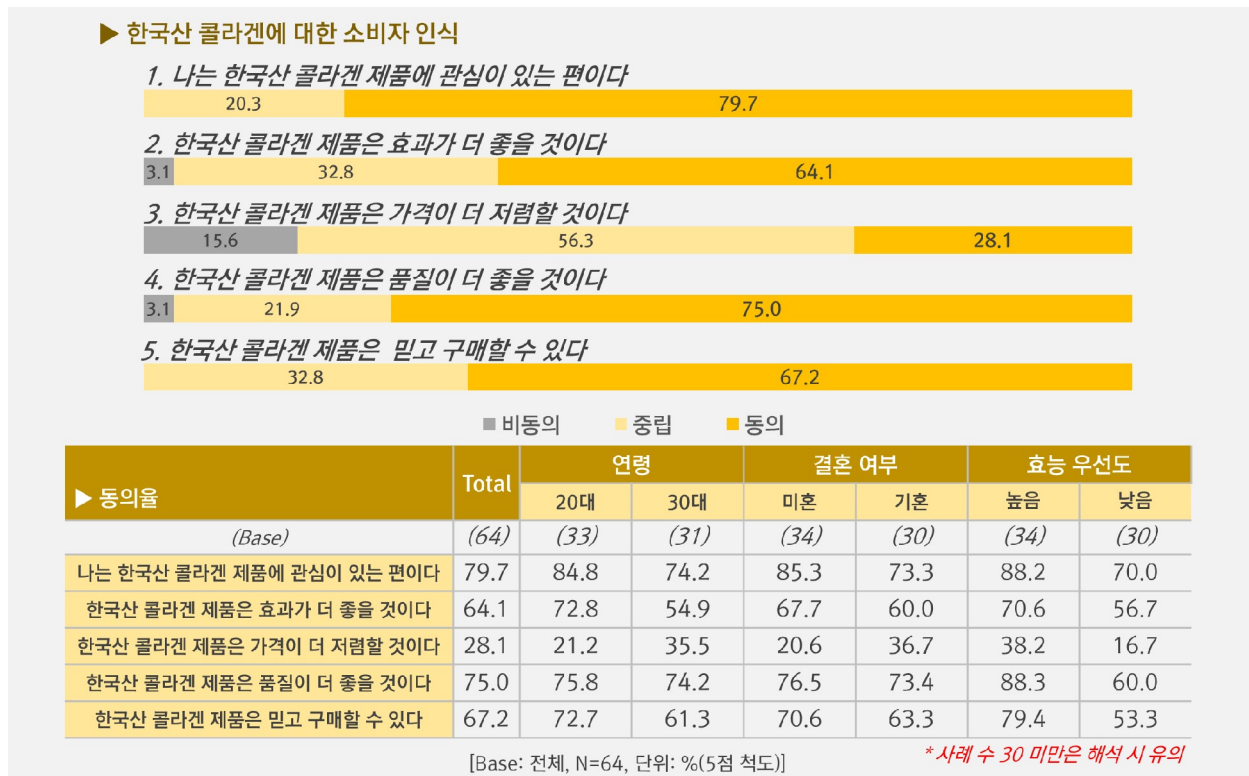 ▶ 한국산 콜라겐에 대한 소비자 인식
1. 나는 한국산 콜라겐 제품에 관심이 있는 편이다
20.3 79.7
2. 한국산 콜라겐 제품은 효과가 더 좋을 것이다
3.1 32.8 64.1
3. 한국산 콜라겐 제품은 가격이 더 저렴할 것이다
15.6 56.3 28.1
4. 한국산 콜라겐 제품은 품질이 더 좋을 것이다
3.1 21.9 75.0
5. 한국산 콜라겐 제품은 믿고 구매할 수 있다
32.8 67.2
비동의 중립 동의
▶ 동의율 Total 연령 결혼 여부 효능 우선도
20대 30대 미혼 기혼 높음 낮음
(Base) (64) (33) (31) (34) (30) (34) (30)
나는 한국산 콜라겐 제품에 관심이 있는 편이다 79.7 84.8 74.2 85.3 73.3 88.2 70.0
한국산 콜라겐 제품은 효과가 더 좋을 것이다 64.1 72.8 54.9 67.7 60.0 70.6 56.7
한국산 콜라겐 제품은 가격이 더 저렴할 것이다 28.1 21.2 35.5 20.6 36.7 38.2 16.7
한국산 콜라겐 제품은 품질이 더 좋을 것이다 75.0 75.8 74.2 76.5 73.4 88.3 60.0
한국산 콜라겐 제품은 믿고 구매할 수 있다 67.2 72.7 61.3 70.6 63.3 79.4 53.3
[Base: 전체, N=64, 단위: %(5점 척도)]
* 사례 수 30 미만은 해석 시 유의